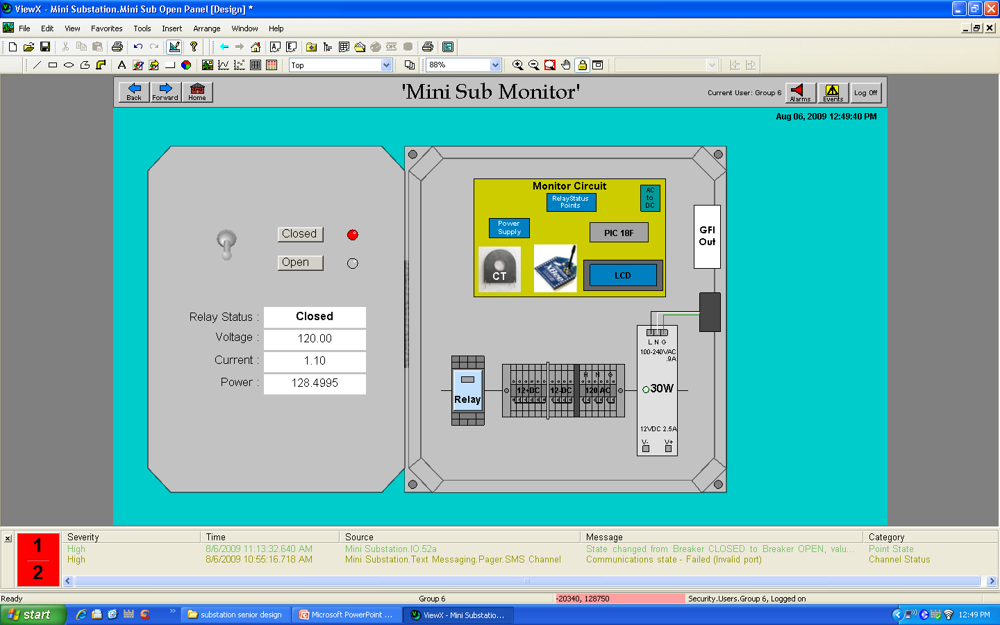 ViewX - Mini Substation.Mini Sub Open Panel [Design] *
File Edit View Favorites Tools Insert Arrange Window Help
Top 88%
Back Forward Home
'Mini Sub Monitor'
Current User: Group 6
Alarms Events Log Off
Aug 06, 2009 12:49:40 PM
Closed
Open
Relay Status : Closed
Voltage : 120.00
Current : 1.10
Power : 128.4995
Monitor Circuit
RelayStatus
Points
AC
to
DC
Power
Supply
PIC 18F
CT
XBee
LCD
GFI
Out
L N G
100-240VAC
.9A
30W
12VDC 2.5A
V- V+
Relay
H N G
12+DC 12-DC 120 AC
1
2
Severity Time Source Message Category
High 8/6/2009 11:13:32.640 AM Mini Substation.IO.52a State changed from Breaker CLOSED to Breaker OPEN, valu... Point State
High 8/6/2009 10:55:16.718 AM Mini Substation.Text Messaging.Pager.SMS Channel Communications state - Failed (Invalid port) Channel Status
Ready Group 6 -20340, 128750 Security.Users.Group 6, Logged on
start substation senior design Microsoft PowerPoint ... ViewX - Mini Substatio... 12:49 PM